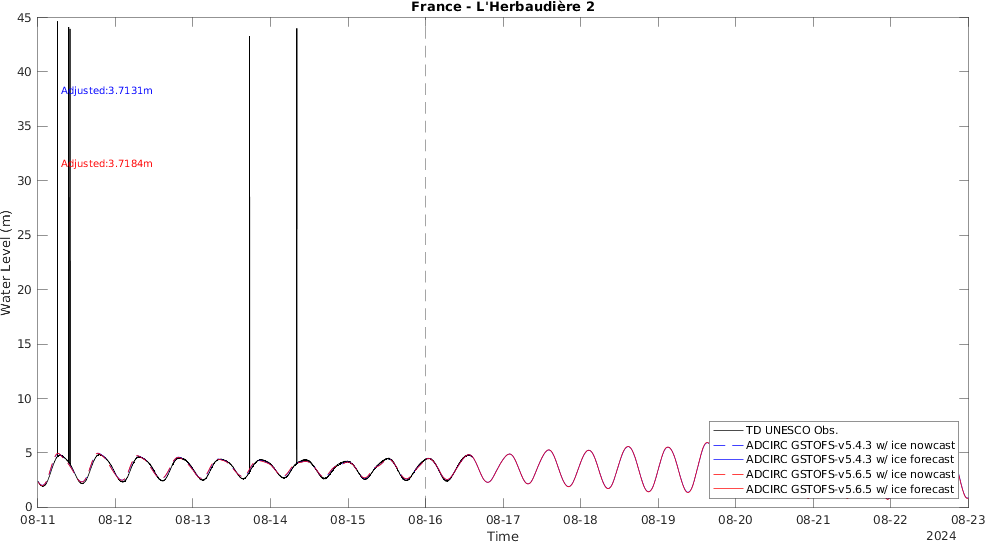 France - L'Herbaudière 2
45
40
35
30
25
20
15
10
5
0
Water Level (m)
Adjusted:3.7131m
Adjusted:3.7184m
TD UNESCO Obs.
ADCIRC GSTOFS-v5.4.3 w/ ice nowcast
ADCIRC GSTOFS-v5.4.3 w/ ice forecast
ADCIRC GSTOFS-v5.6.5 w/ ice nowcast
ADCIRC GSTOFS-v5.6.5 w/ ice forecast
08-11 08-12 08-13 08-14 08-15 08-16 08-17 08-18 08-19 08-20 08-21 08-22 08-23
Time
2024